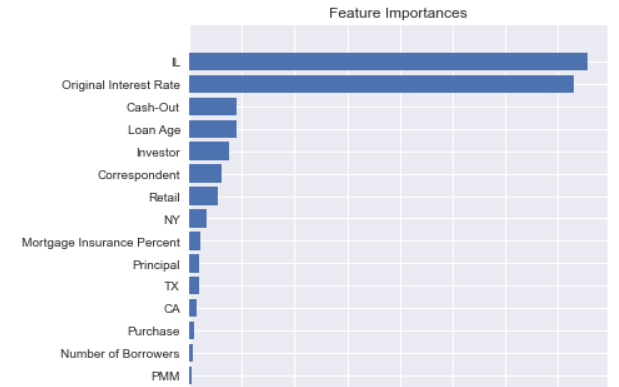 Feature Importances
IL
Original Interest Rate
Cash-Out
Loan Age
Investor
Correspondent
Retail
NY
Mortgage Insurance Percent
Principal
TX
CA
Purchase
Number of Borrowers
PMM